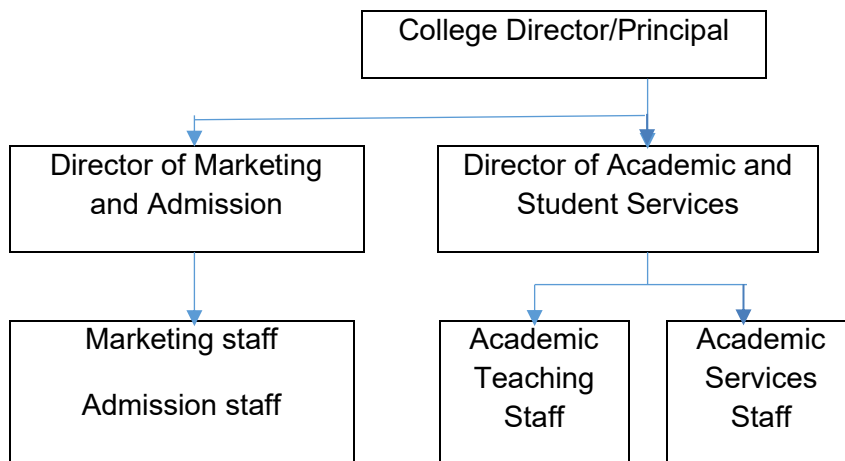 College Director/Principal
Director of Marketing
and Admission
Director of Academic and
Student Services
Marketing staff
Admission staff
Academic
Teaching
Staff
Academic
Services
Staff